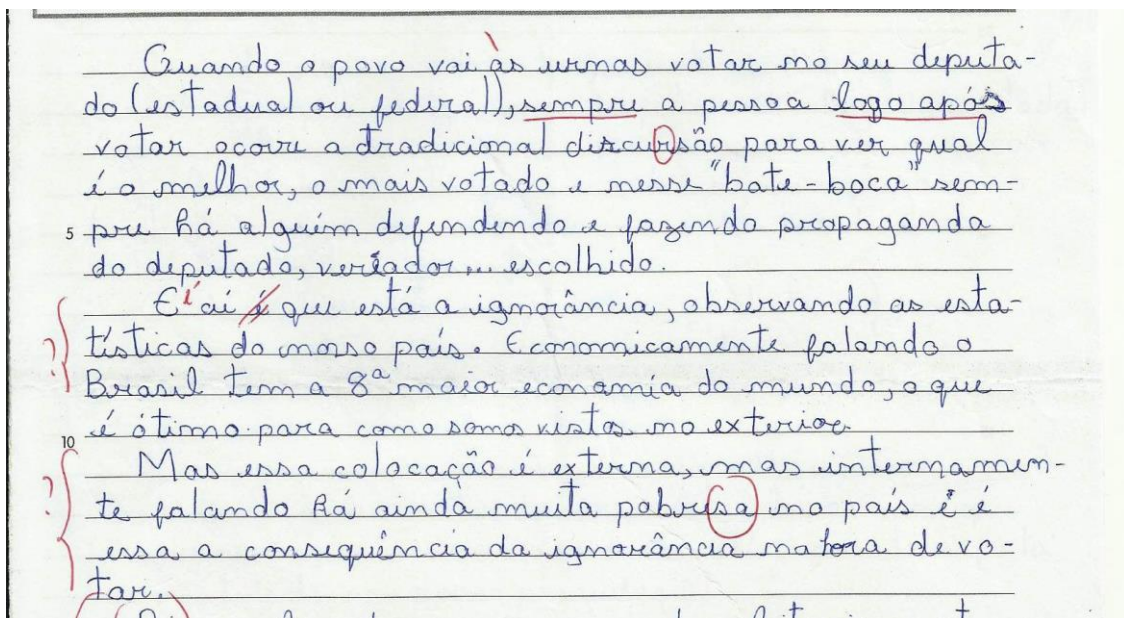 Quando o povo vai às urnas votar no seu deputa-
do (estadual ou federal), sempre a pessoa logo após
votar ocorre a tradicional discursão para ver qual
é o melhor, o mais votado e nesse "bate-boca" sem-
5 pre há alguém defendendo e fazendo propaganda
do deputado, vereador... escolhido.
E aí é que está a ignorância, observando as esta-
? tísticas do nosso país. Economicamente falando o
Brasil tem a 8ª maior economia do mundo, o que
10 é ótimo para como somos vistos no exterior.
Mas essa colocação é externa, mas internamen-
? te falando há ainda muita pobresa no país e é
essa a consequência da ignorância na hora de vo-
tar.